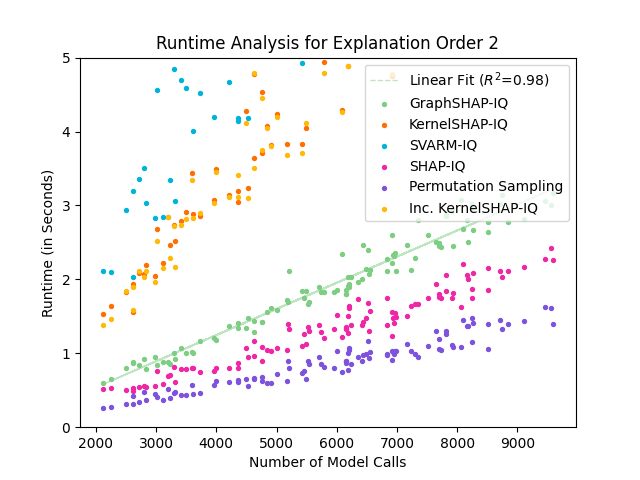 Runtime Analysis for Explanation Order 2
Runtime (in Seconds)
5
4
3
2
1
0
2000 3000 4000 5000 6000 7000 8000 9000
Number of Model Calls
Linear Fit (R²=0.98)
GraphSHAP-IQ
KernelSHAP-IQ
SVARM-IQ
SHAP-IQ
Permutation Sampling
Inc. KernelSHAP-IQ